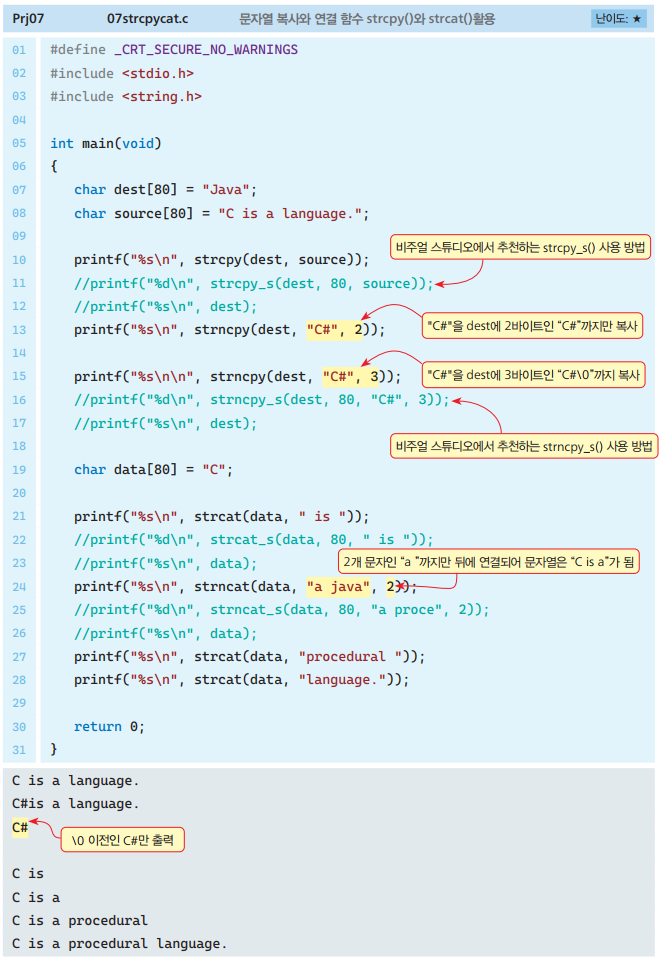 Prj07 07strcpycat.c 문자열 복사와 연결 함수 strcpy()와 strcat()활용 난이도: ★
01 #define _CRT_SECURE_NO_WARNINGS
02 #include <stdio.h>
03 #include <string.h>
04
05 int main(void)
06 {
07 char dest[80] = "Java";
08 char source[80] = "C is a language.";
09
비주얼 스튜디오에서 추천하는 strcpy_s() 사용 방법
10 printf("%s\n", strcpy(dest, source));
11 //printf("%d\n", strcpy_s(dest, 80, source));
12 //printf("%s\n", dest);
13 printf("%s\n", strncpy(dest, "C#", 2));
"C#"을 dest에 2바이트인 "C#"까지만 복사
14
15 printf("%s\n\n", strncpy(dest, "C#", 3));
"C#"을 dest에 3바이트인 "C#\0"까지 복사
16 //printf("%d\n", strncpy_s(dest, 80, "C#", 3));
17 //printf("%s\n", dest);
18
비주얼 스튜디오에서 추천하는 strncpy_s() 사용 방법
19 char data[80] = "C";
20
21 printf("%s\n", strcat(data, " is "));
22 //printf("%d\n", strcat_s(data, 80, " is "));
23 //printf("%s\n", data);
2개 문자인 "a "까지만 뒤에 연결되어 문자열은 "C is a"가 됨
24 printf("%s\n", strncat(data, "a java", 2));
25 //printf("%d\n", strncat_s(data, 80, "a proce", 2));
26 //printf("%s\n", data);
27 printf("%s\n", strcat(data, "procedural "));
28 printf("%s\n", strcat(data, "language."));
29
30 return 0;
31 }
C is a language.
C#is a language.
C#
\0 이전인 C#만 출력
C is
C is a
C is a procedural
C is a procedural language.